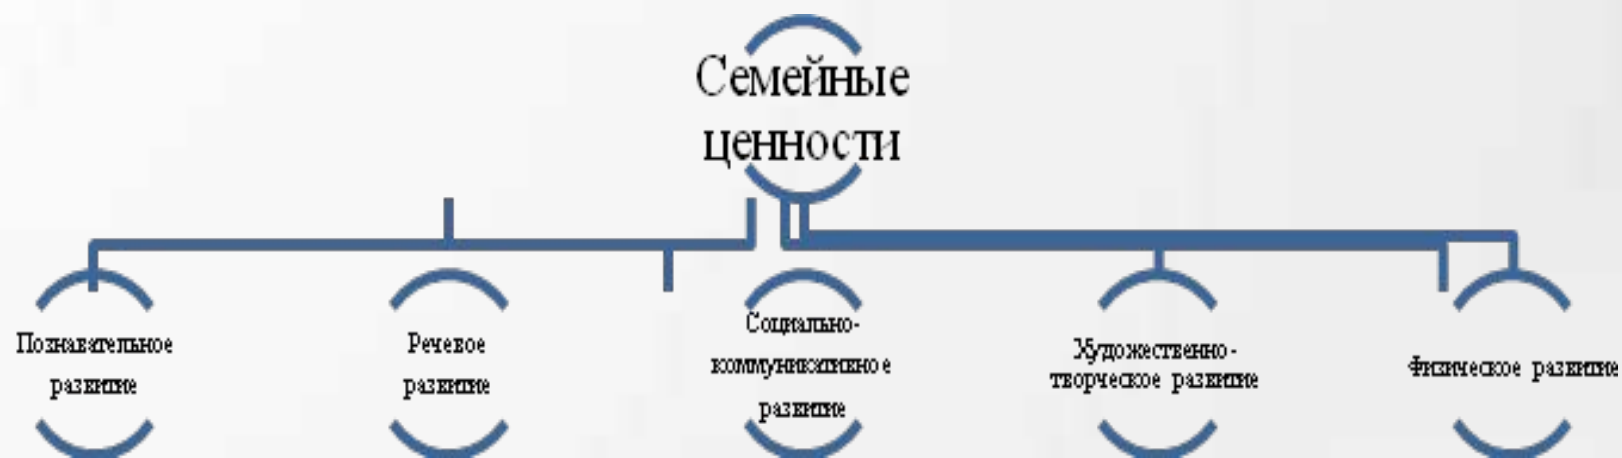 Семейные
ценности
Познавательное
развитие
Речевое
развитие
Социально-
коммуникативное
развитие
Художественно-
творческое развитие
Физическое развитие